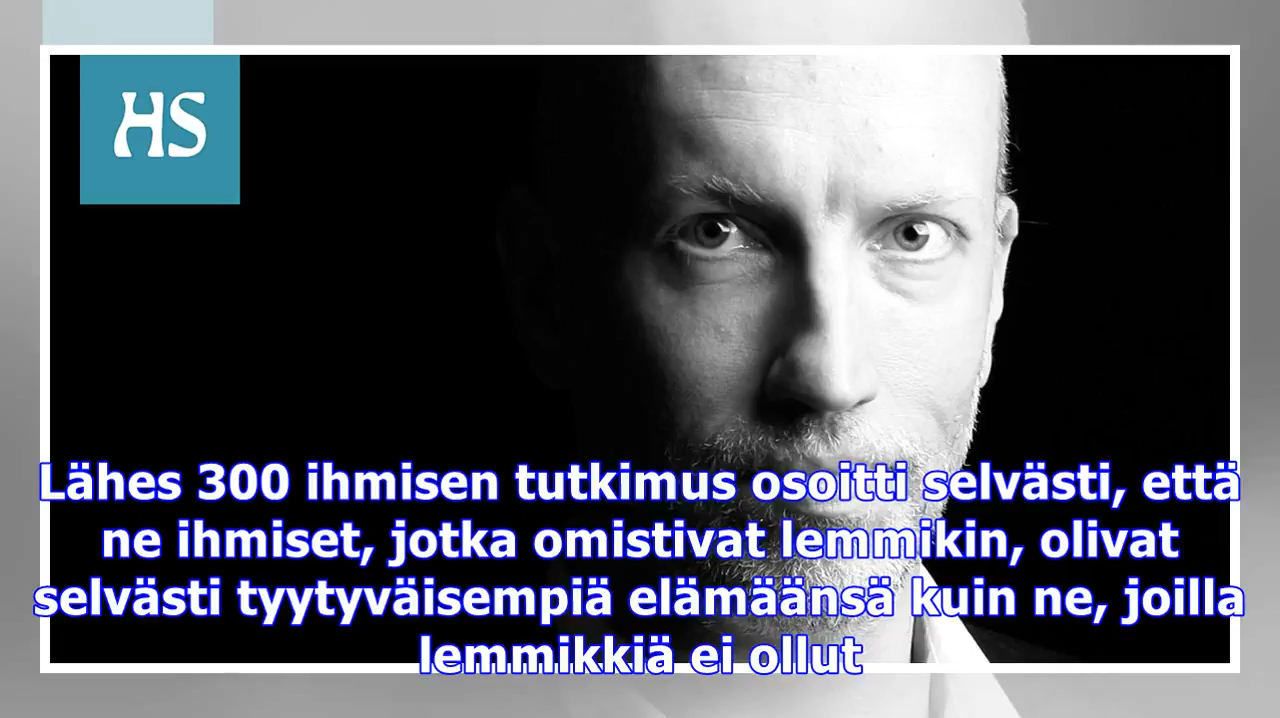 HS
Lähes 300 ihmisen tutkimus osoitti selvästi, että
ne ihmiset, jotka omistivat lemmikin, olivat
selvästi tyytyväisempiä elämäänsä kuin ne, joilla
lemmikkiä ei ollut